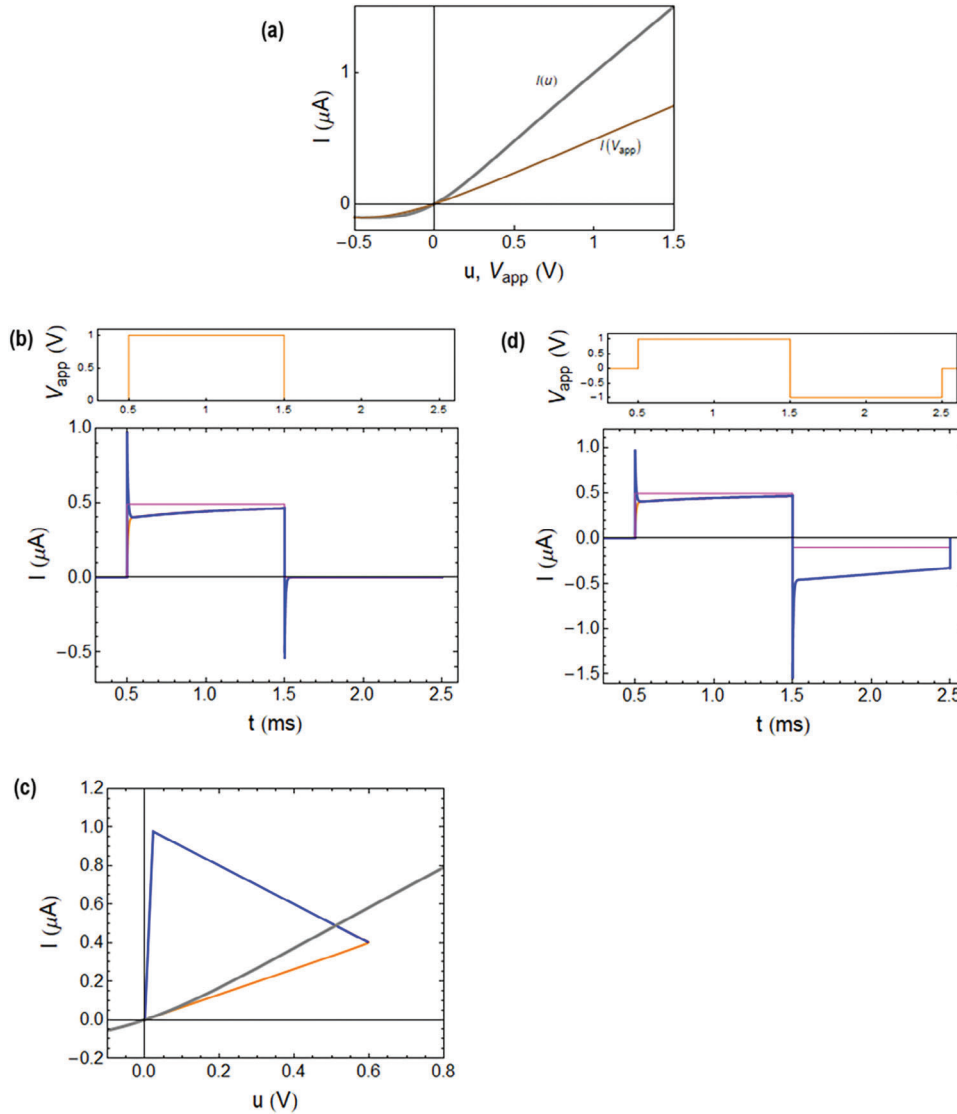 (a)
I (μA)
1
0
I(u)
I(Vapp)
−0.5 0 0.5 1 1.5
u, Vapp (V)
(b)
Vapp (V)
1
0.5
0
0.5 1 1.5 2 2.5
I (μA)
1.0
0.5
0.0
−0.5
0.5 1.0 1.5 2.0 2.5
t (ms)
(d)
Vapp (V)
1
0.5
0
−0.5
−1
0.5 1 1.5 2 2.5
I (μA)
1.0
0.5
0.0
−0.5
−1.0
−1.5
0.5 1.0 1.5 2.0 2.5
t (ms)
(c)
I (μA)
1.2
1.0
0.8
0.6
0.4
0.2
0.0
−0.2
0.0 0.2 0.4 0.6 0.8
u (V)